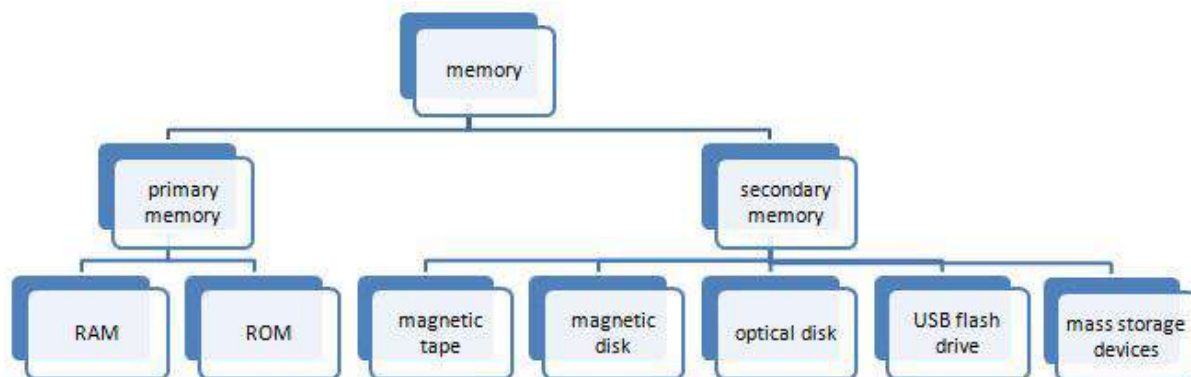 memory
primary
memory
secondary
memory
RAM
ROM
magnetic
tape
magnetic
disk
optical disk
USB flash
drive
mass storage
devices